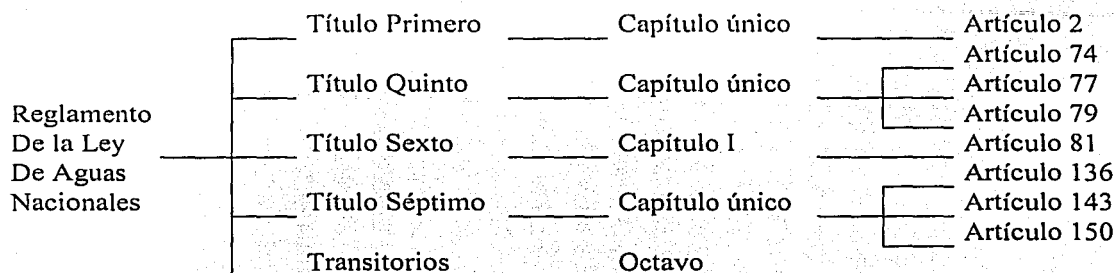 Título Primero Capítulo único Artículo 2
Artículo 74
Título Quinto Capítulo único Artículo 77
Reglamento
Artículo 79
De la Ley Título Sexto Capítulo I Artículo 81
De Aguas
Artículo 136
Nacionales Título Séptimo Capítulo único Artículo 143
Artículo 150
Transitorios Octavo